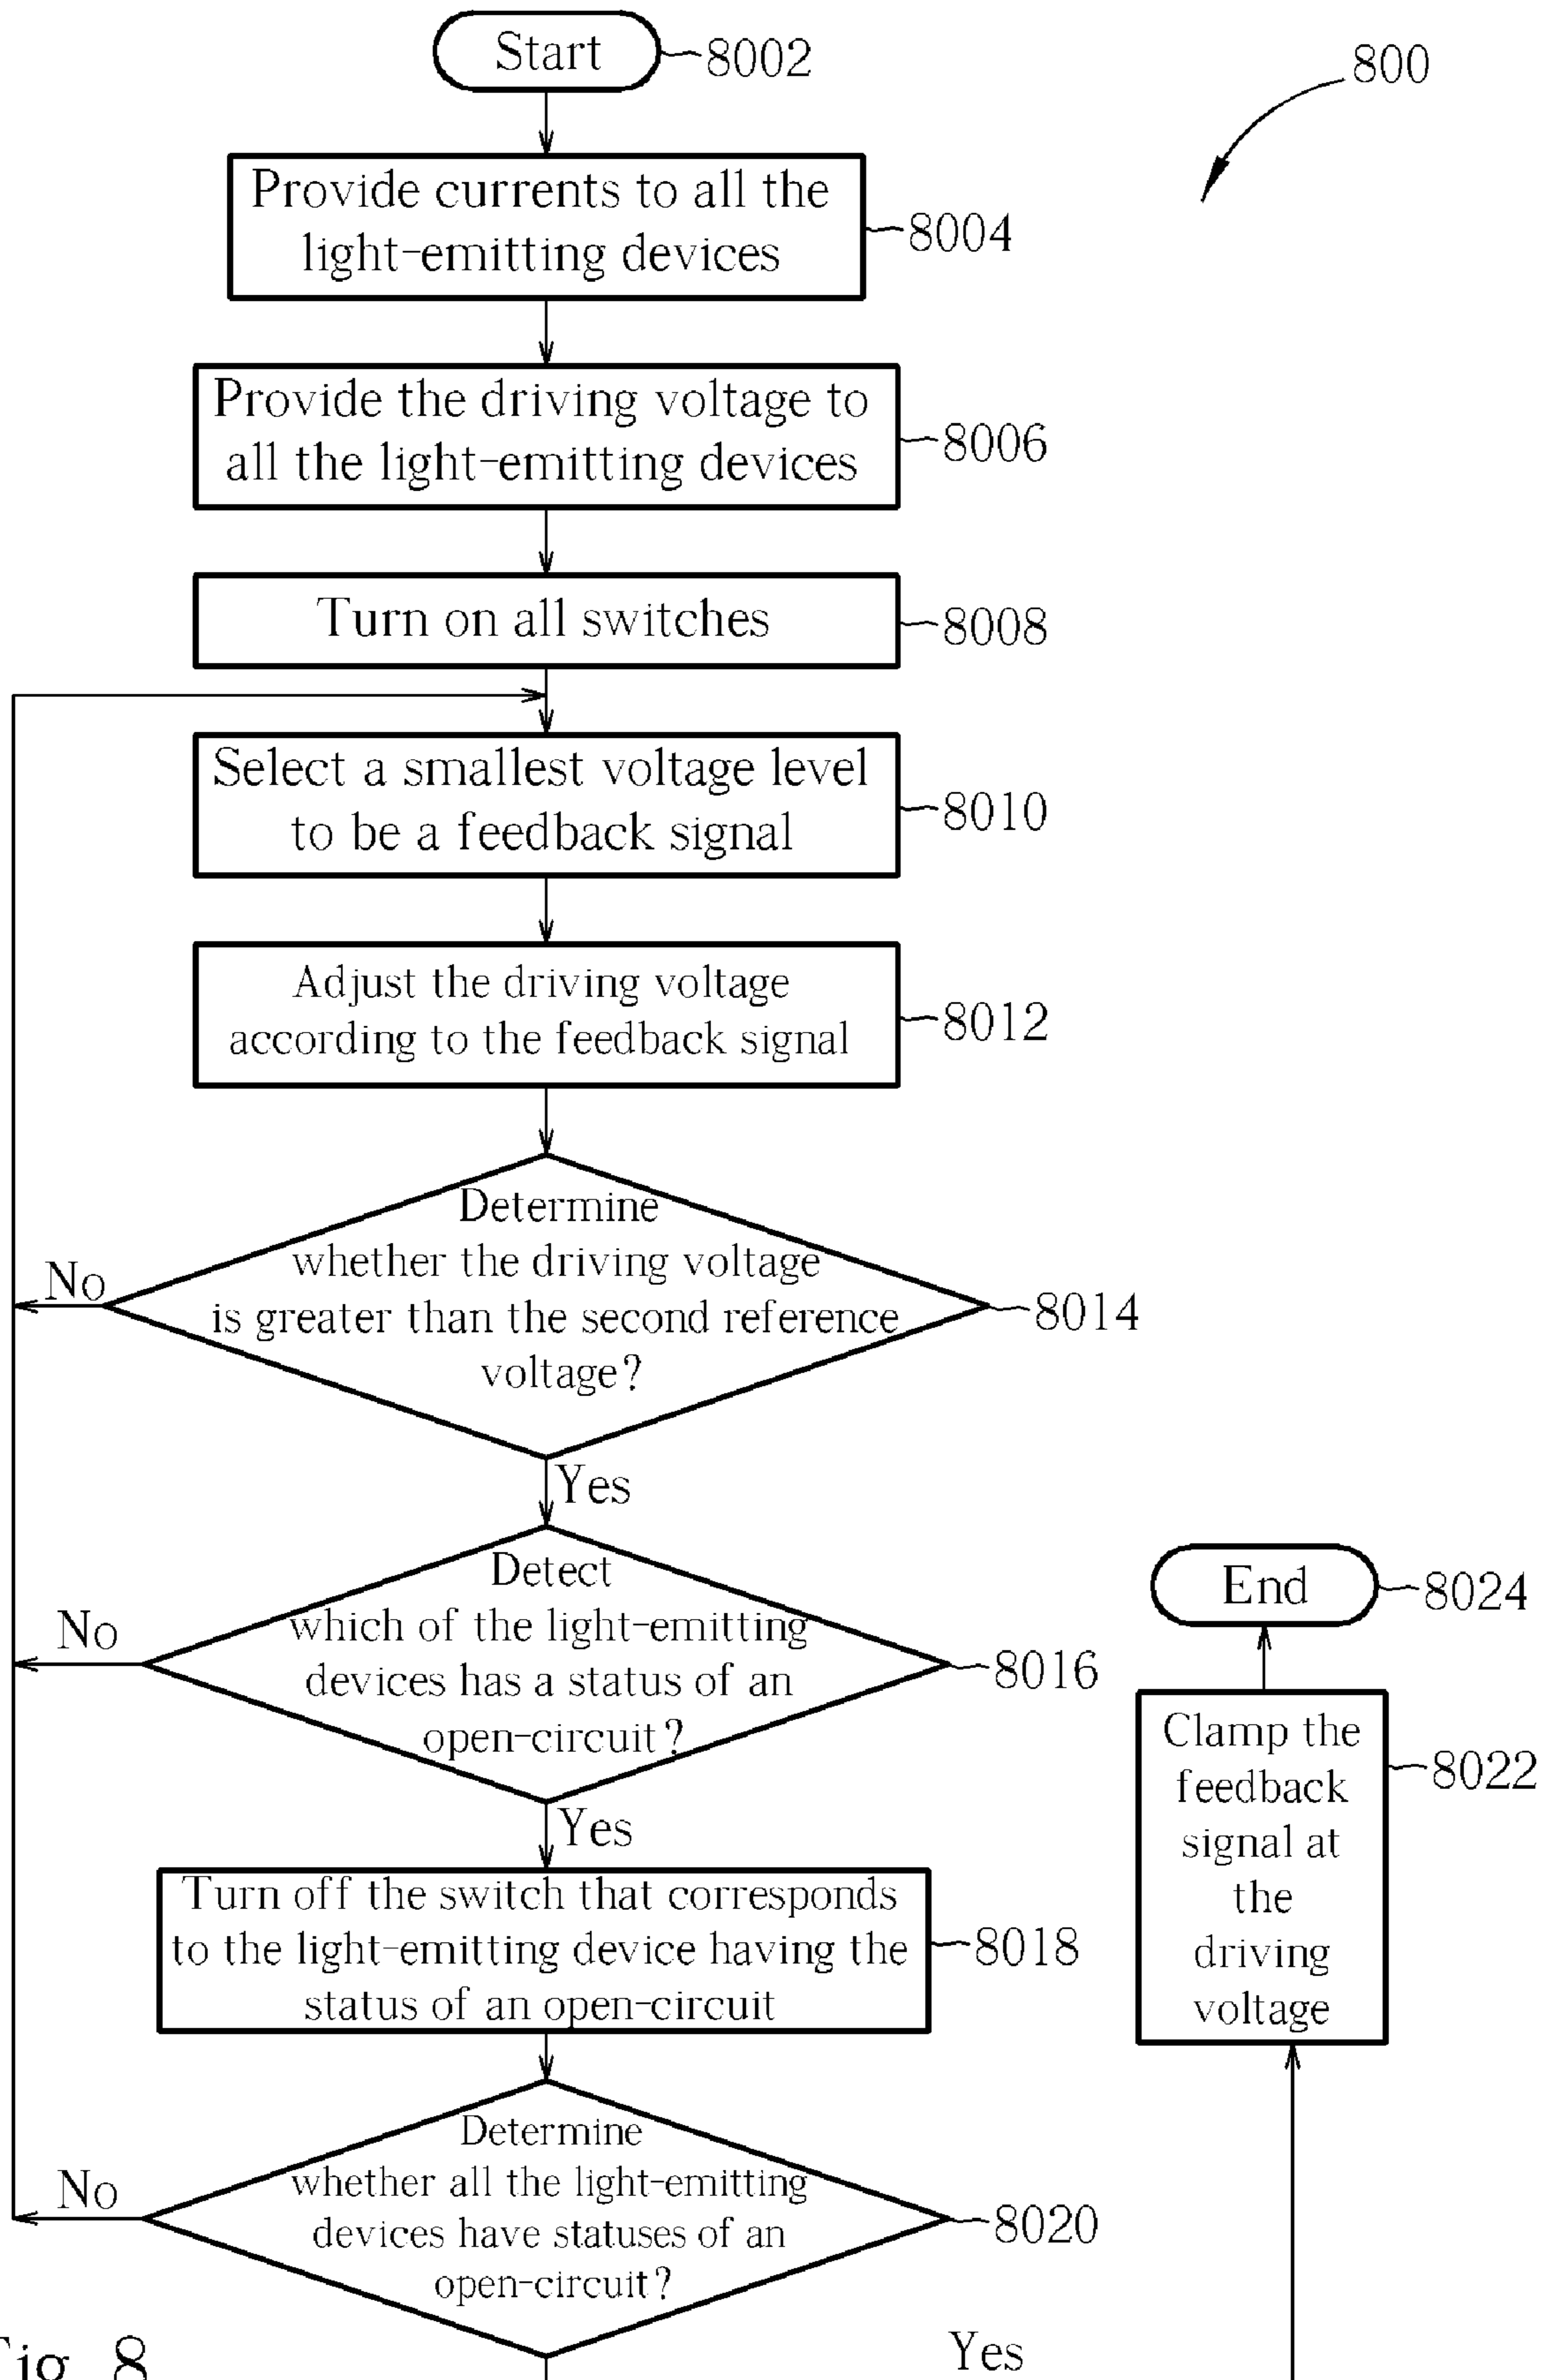 Start
8002
800
Provide currents to all the
light-emitting devices
8004
Provide the driving voltage to
all the light-emitting devices
8006
Turn on all switches
8008
Select a smallest voltage level
to be a feedback signal
8010
Adjust the driving voltage
according to the feedback signal
8012
Determine
whether the driving voltage
is greater than the second reference
voltage?
8014
No
Yes
Detect
which of the light-emitting
devices has a status of an
open-circuit?
8016
No
Yes
Turn off the switch that corresponds
to the light-emitting device having the
status of an open-circuit
8018
Determine
whether all the light-emitting
devices have statuses of an
open-circuit?
8020
No
Yes
Clamp the
feedback
signal at
the
driving
voltage
8022
End
8024
Fig. 8